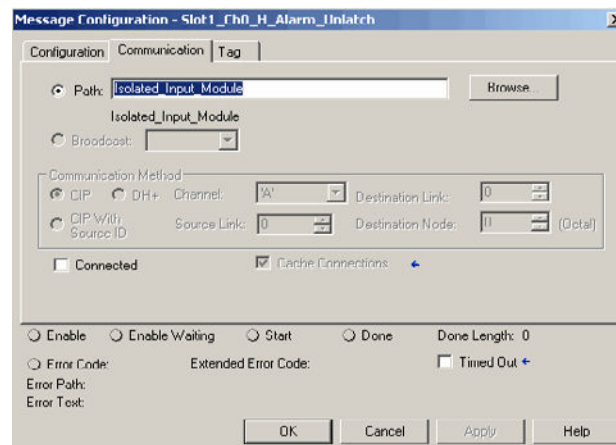 Message Configuration - Slot1_Ch0_H_Alarm_Unlatch
Configuration Communication Tag
Path: Isolated_Input_Module Browse...
Isolated_Input_Module
Broadcast:
Communication Method
CIP DH+ Channel: 'A' Destination Link: 0
CIP With Source ID Source Link: 0 Destination Node: 0 (Octal)
Connected Cache Connections ←
Enable Enable Waiting Start Done Done Length: 0
Error Code: Extended Error Code: Timed Out ←
Error Path:
Error Text:
OK Cancel Apply Help